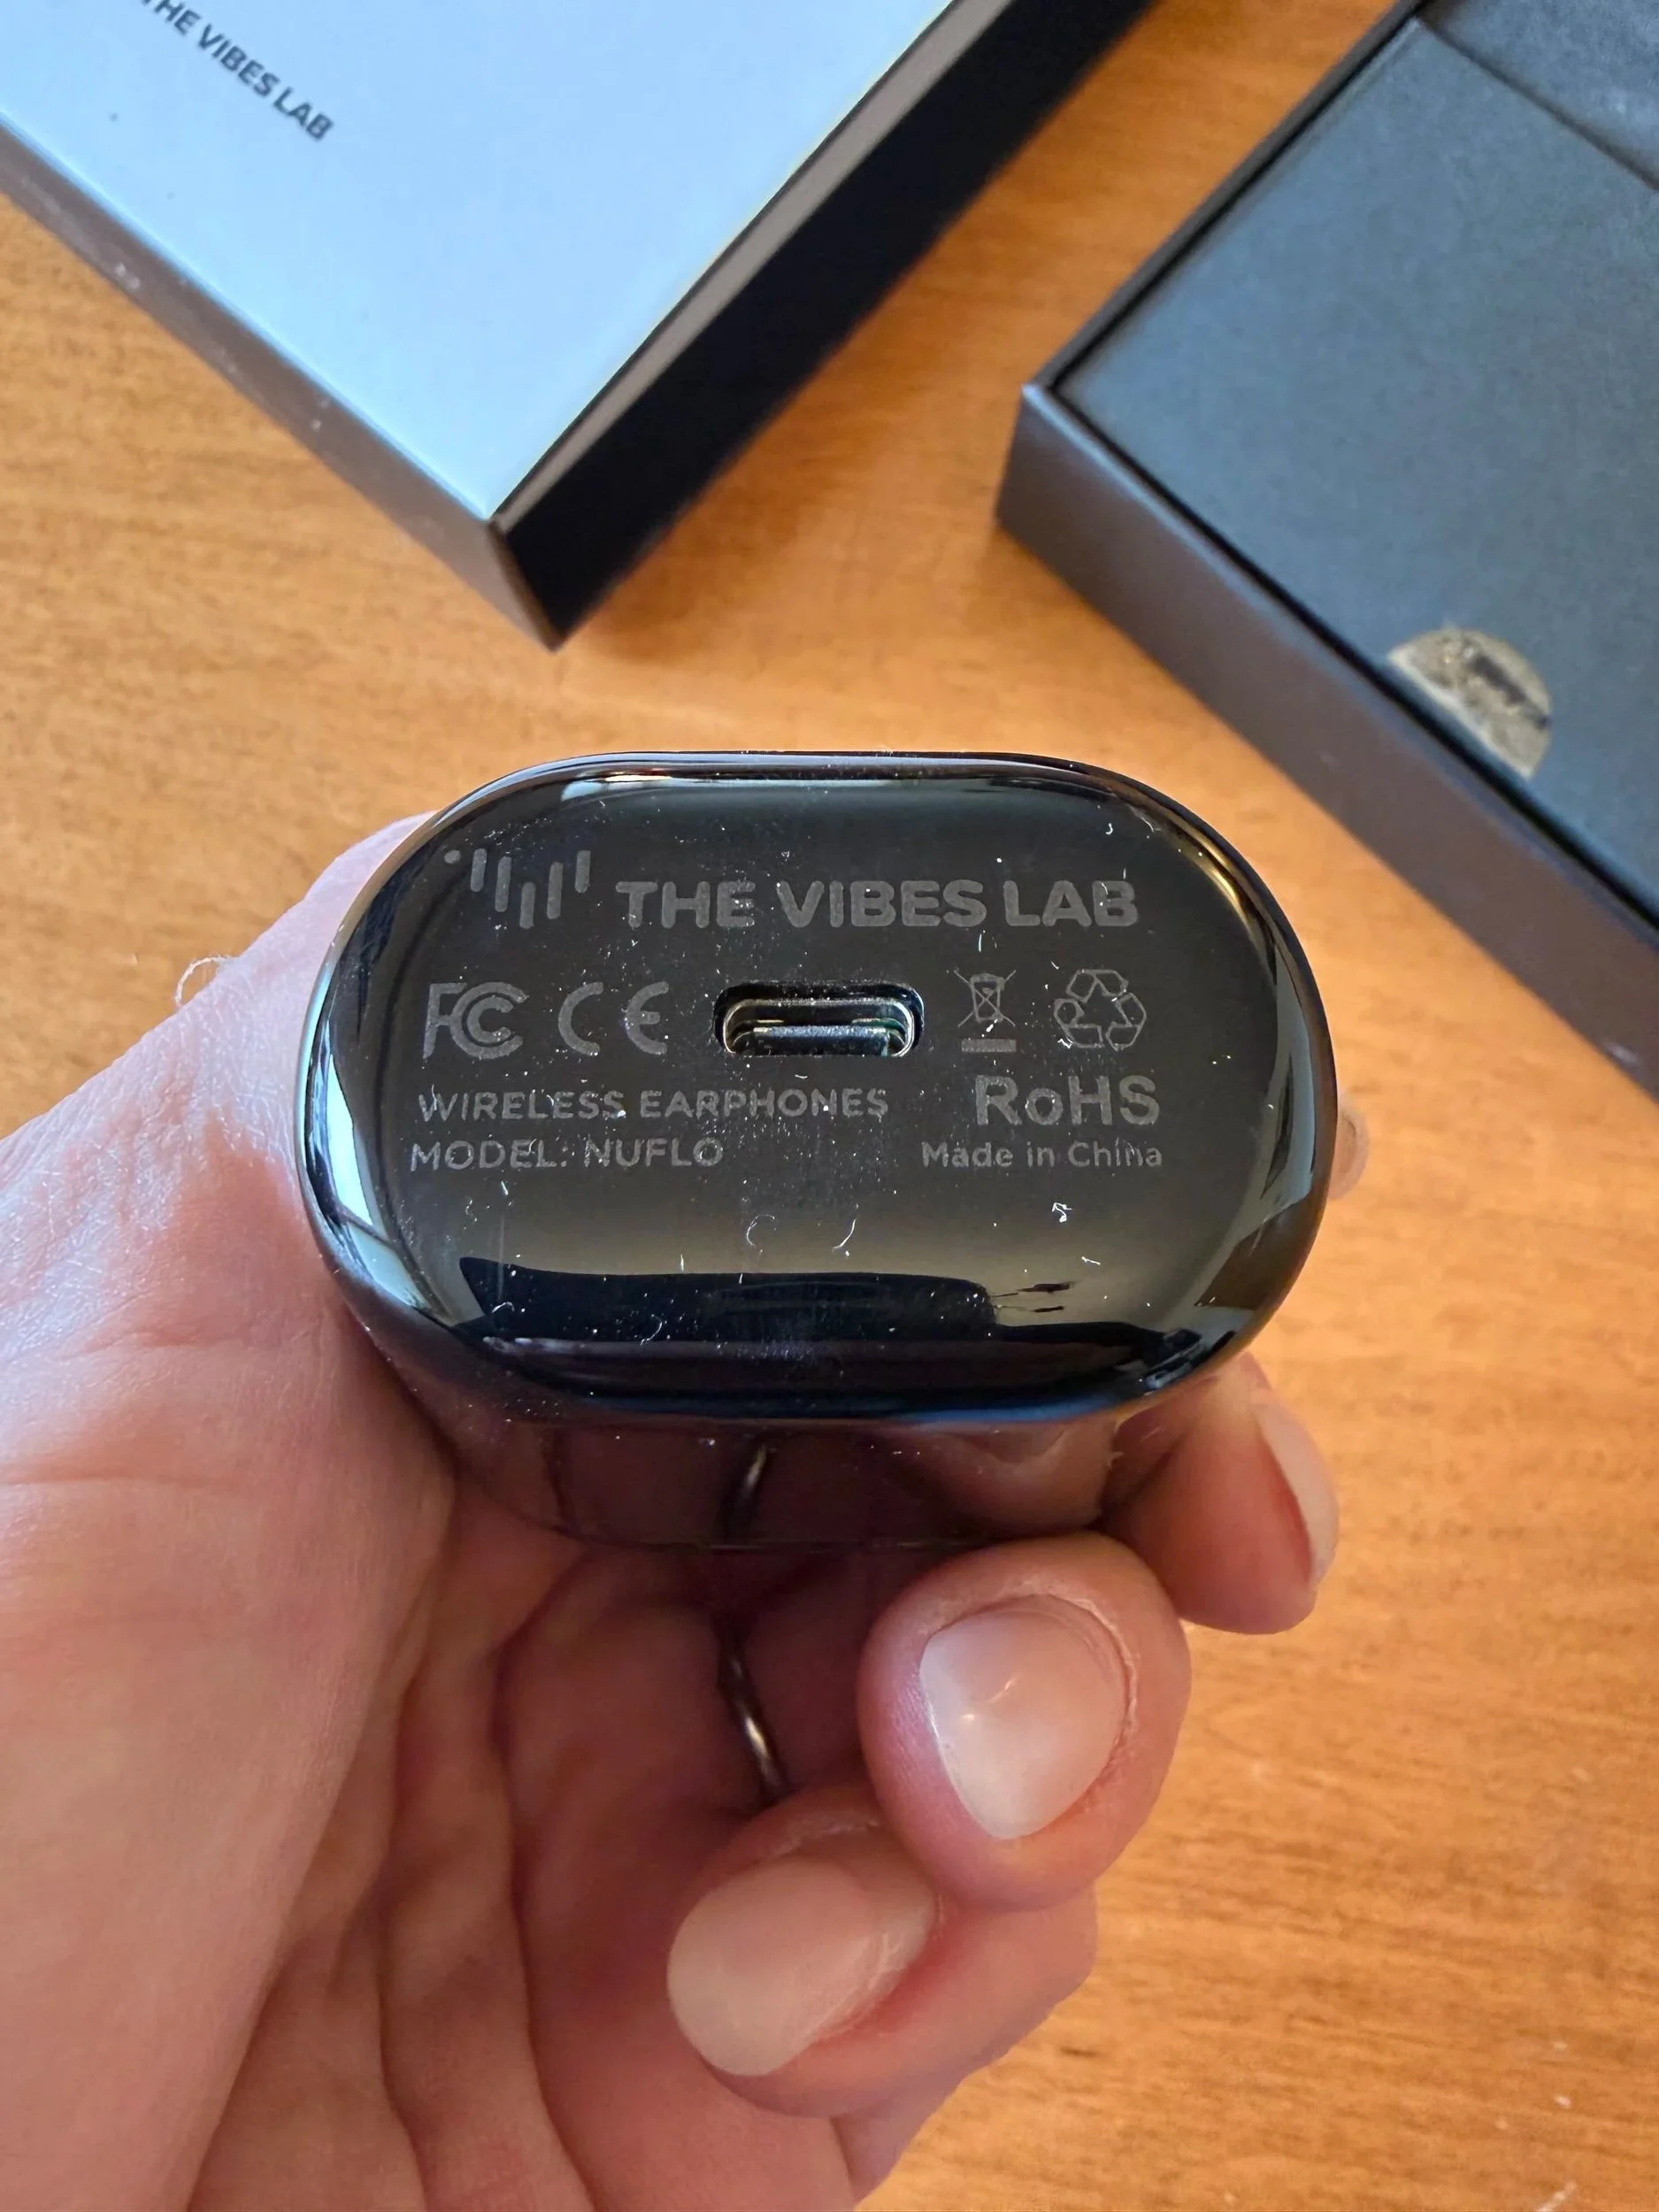 THE VIBES LAB
THE VIBES LAB
FC CE
WIRELESS EARPHONES
MODEL: NUFLO
RoHS
Made in China